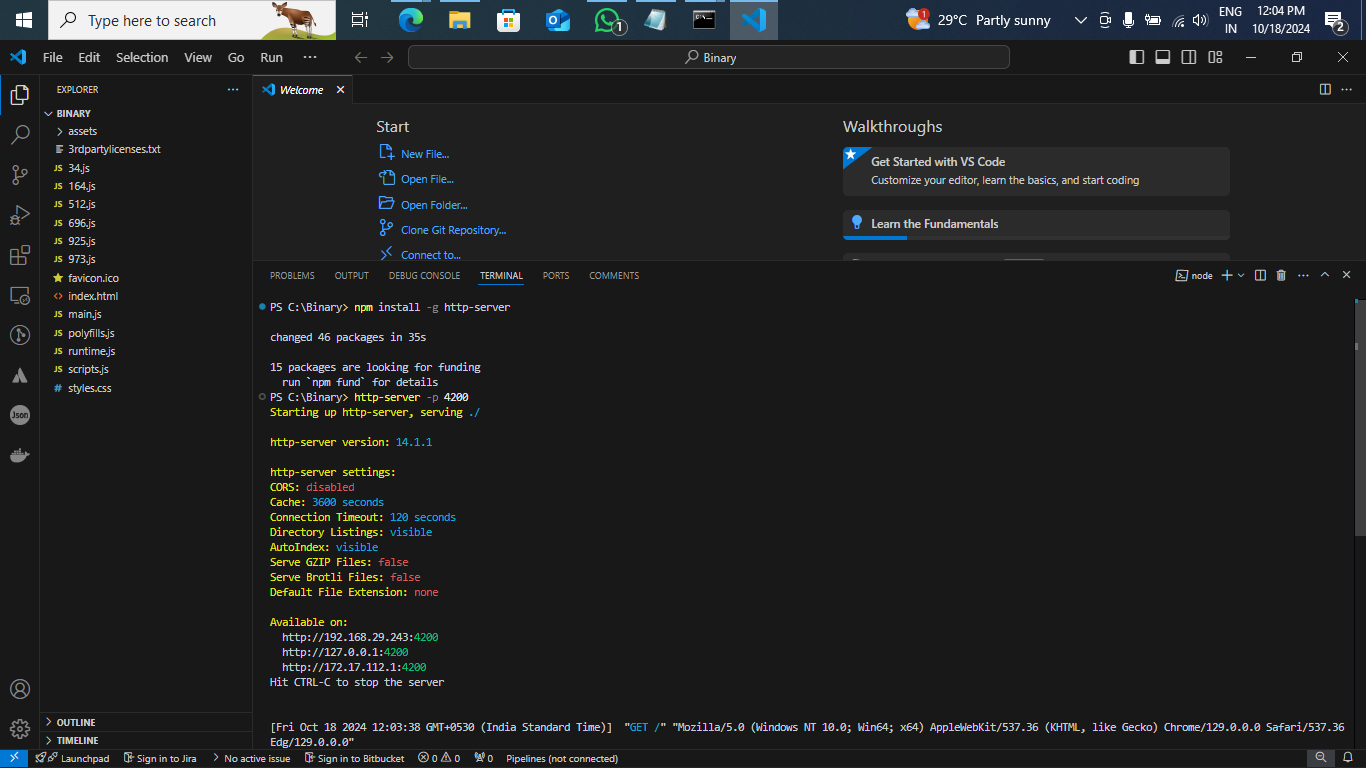 Type here to search
1
1
29°C Partly sunny
ENG
IN
12:04 PM
10/18/2024
2
File Edit Selection View Go Run ···
Binary
EXPLORER ···
Welcome
BINARY
assets
3rdpartylicenses.txt
JS 34.js
JS 164.js
JS 512.js
JS 696.js
JS 925.js
JS 973.js
favicon.ico
<> index.html
JS main.js
JS polyfills.js
JS runtime.js
JS scripts.js
# styles.css
Json
OUTLINE
TIMELINE
Start
New File...
Open File...
Open Folder...
Clone Git Repository...
Connect to...
Walkthroughs
Get Started with VS Code
Customize your editor, learn the basics, and start coding
Learn the Fundamentals
PROBLEMS OUTPUT DEBUG CONSOLE TERMINAL PORTS COMMENTS
node
PS C:\Binary> npm install -g http-server
changed 46 packages in 35s
15 packages are looking for funding
run `npm fund` for details
PS C:\Binary> http-server -p 4200
Starting up http-server, serving ./
http-server version: 14.1.1
http-server settings:
CORS: disabled
Cache: 3600 seconds
Connection Timeout: 120 seconds
Directory Listings: visible
AutoIndex: visible
Serve GZIP Files: false
Serve Brotli Files: false
Default File Extension: none
Available on:
http://192.168.29.243:4200
http://127.0.0.1:4200
http://172.17.112.1:4200
Hit CTRL-C to stop the server
[Fri Oct 18 2024 12:03:38 GMT+0530 (India Standard Time)]  "GET /" "Mozilla/5.0 (Windows NT 10.0; Win64; x64) AppleWebKit/537.36 (KHTML, like Gecko) Chrome/129.0.0.0 Safari/537.36
Edg/129.0.0.0"
Launchpad Sign in to Jira No active issue Sign in to Bitbucket 0 0 0 Pipelines (not connected)